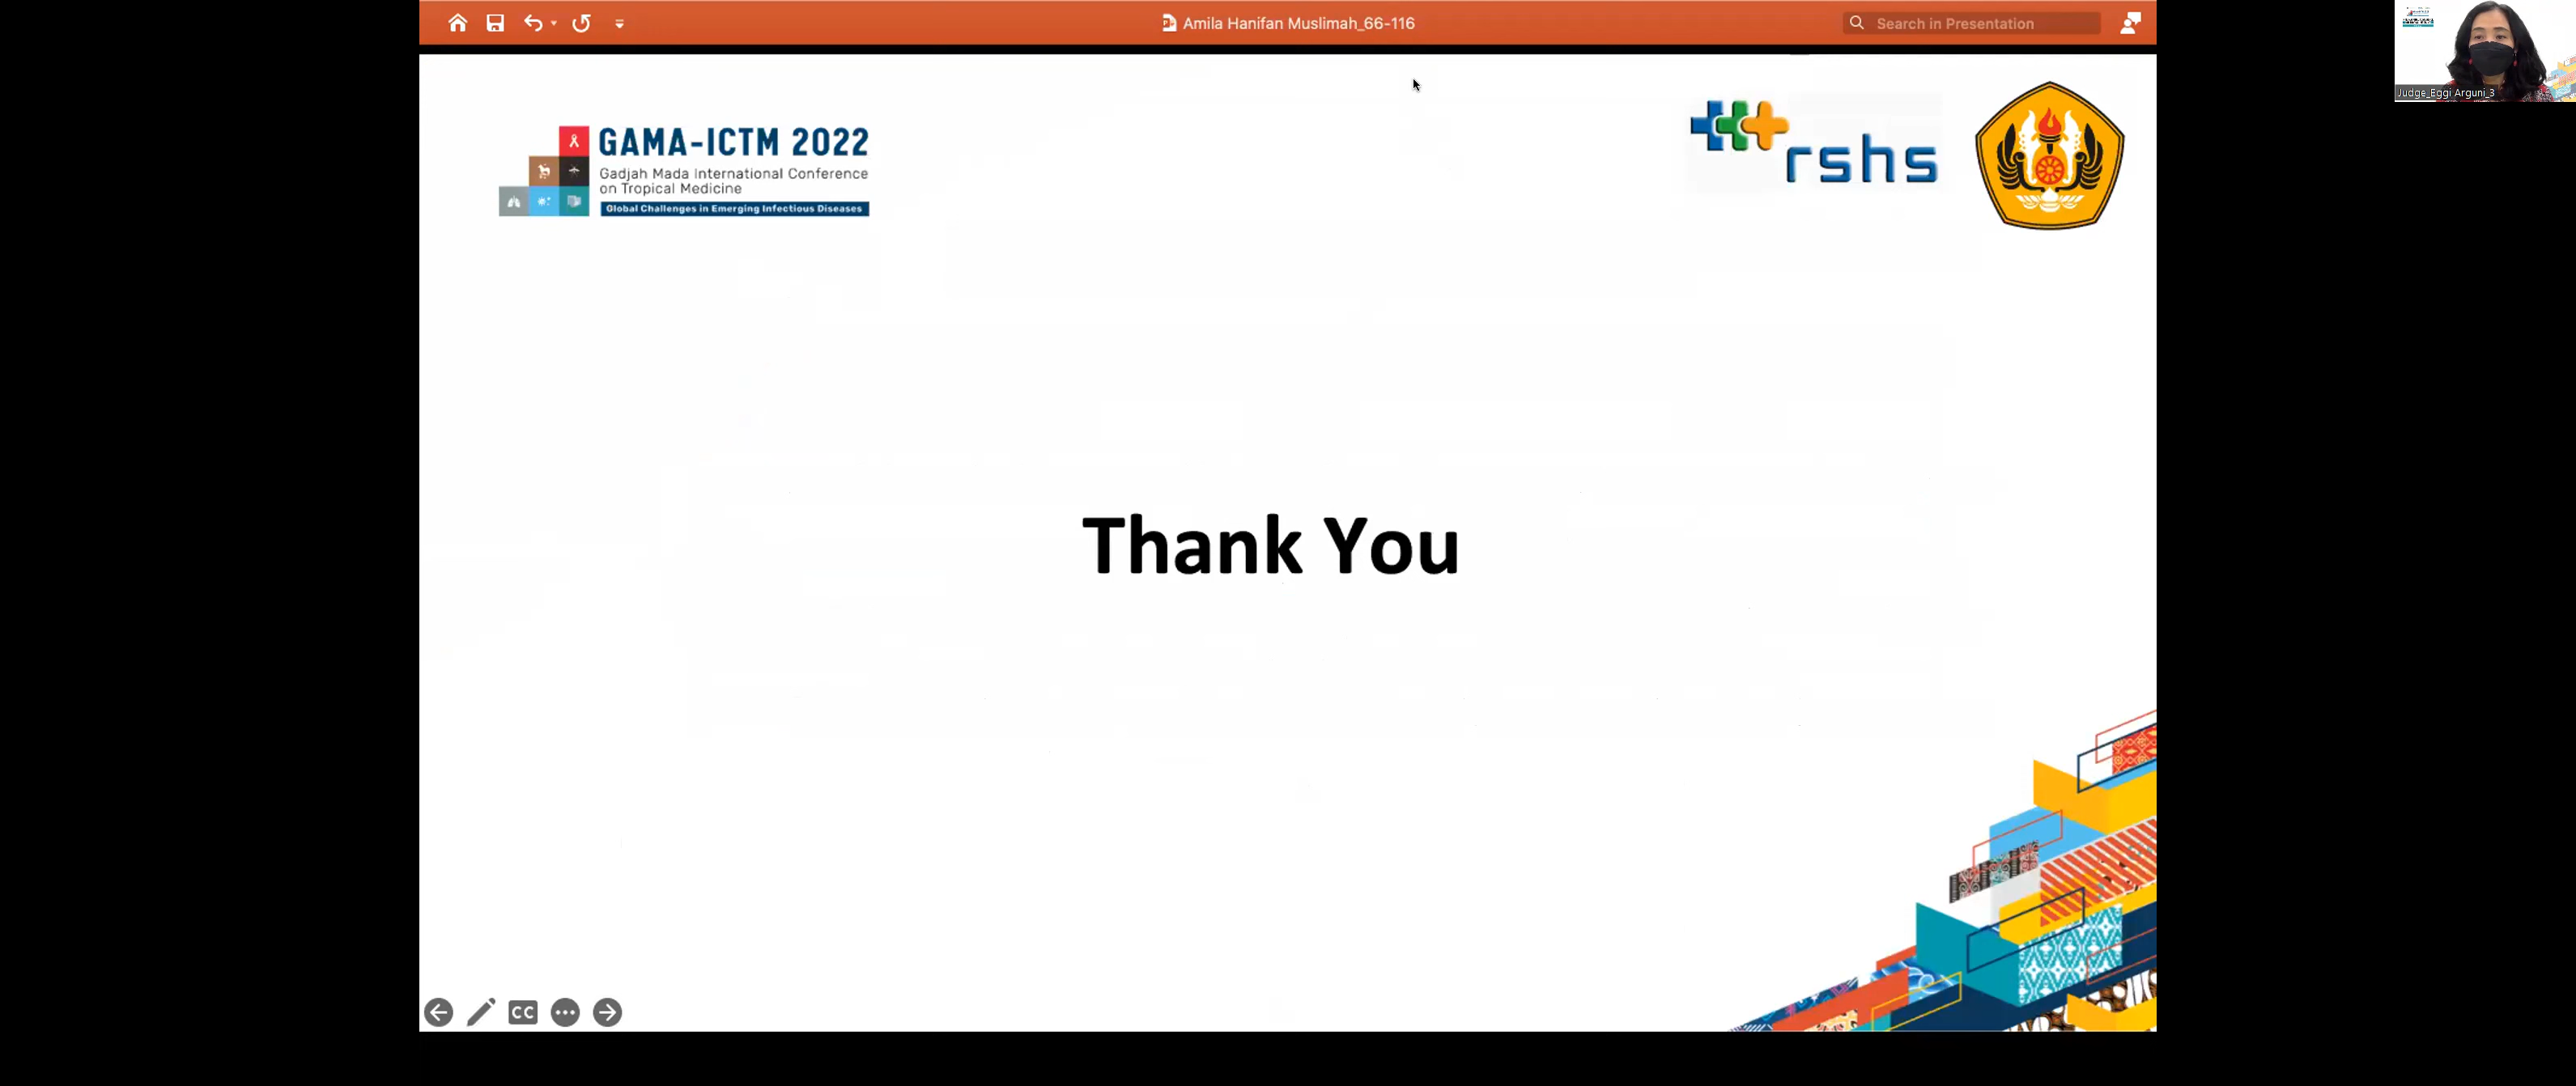 Amila Hanifan Muslimah_66-116
Search in Presentation
Judge_Eggi Arguni_3
GAMA-ICTM 2022
Gadjah Mada International Conference
on Tropical Medicine
Global Challenges in Emerging Infectious Diseases
rshs
Thank You
CC